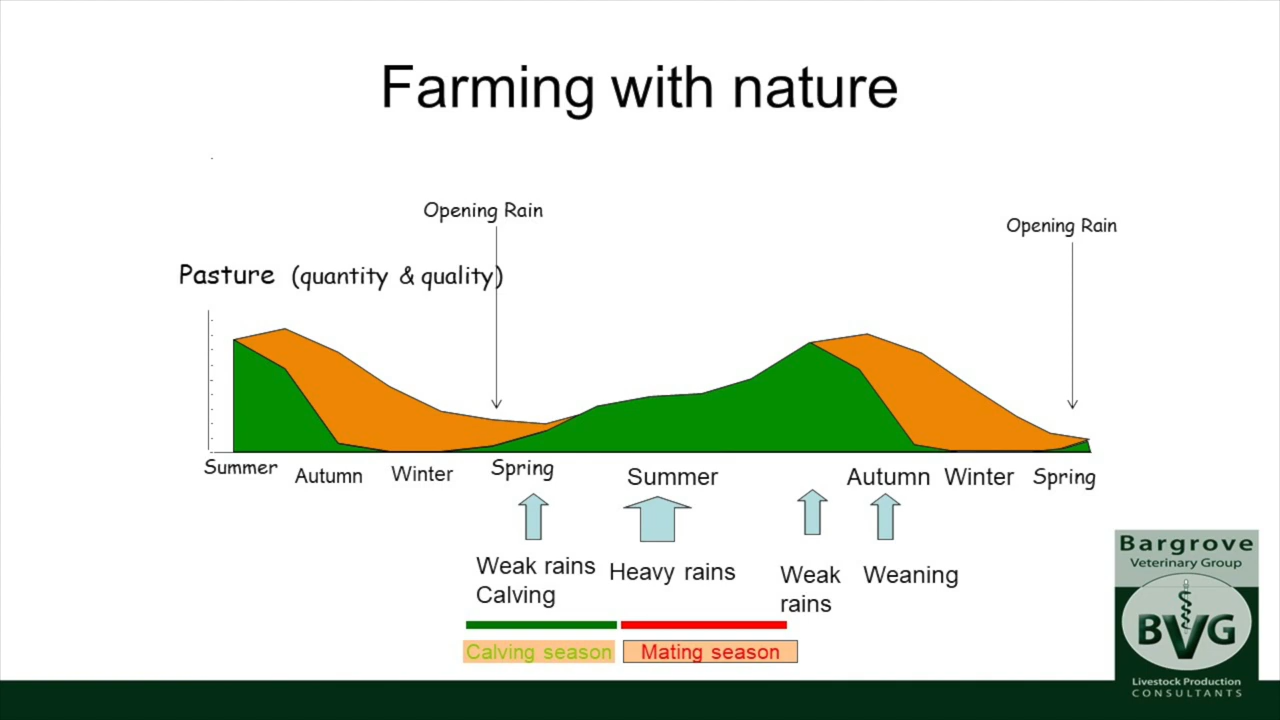 Farming with nature
Opening Rain
Opening Rain
Pasture (quantity & quality)
Summer
Autumn
Winter
Spring
Summer
Autumn
Winter
Spring
Weak rains
Calving
Heavy rains
Weak
rains
Weaning
Calving season
Mating season
Bargrove
Veterinary Group
BVG
Livestock Production
CONSULTANTS